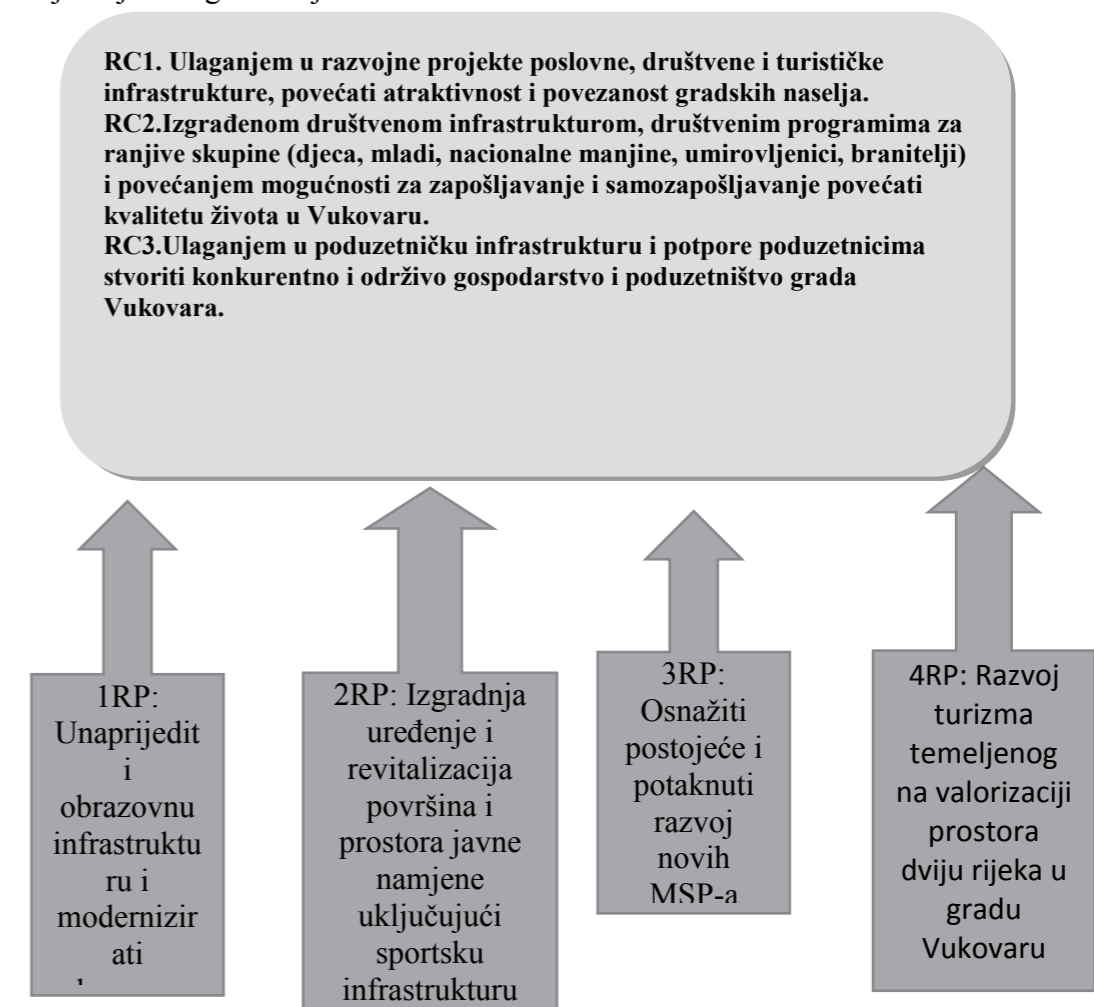 RC1. Ulaganjem u razvojne projekte poslovne, društvene i turističke
infrastrukture, povećati atraktivnost i povezanost gradskih naselja.
RC2.Izgrađenom društvenom infrastrukturom, društvenim programima za
ranjive skupine (djeca, mladi, nacionalne manjine, umirovljenici, branitelji)
i povećanjem mogućnosti za zapošljavanje i samozapošljavanje povećati
kvalitetu života u Vukovaru.
RC3.Ulaganjem u poduzetničku infrastrukturu i potpore poduzetnicima
stvoriti konkurentno i održivo gospodarstvo i poduzetništvo grada
Vukovara.
1RP:
Unaprijedit
i
obrazovnu
infrastruktu
ru i
modernizir
ati
2RP: Izgradnja
uređenje i
revitalizacija
površina i
prostora javne
namjene
uključujući
sportsku
infrastrukturu
3RP:
Osnažiti
postojeće i
potaknuti
razvoj
novih
MSP-a
4RP: Razvoj
turizma
temeljenog
na valorizaciji
prostora
dviju rijeka u
gradu
Vukovaru